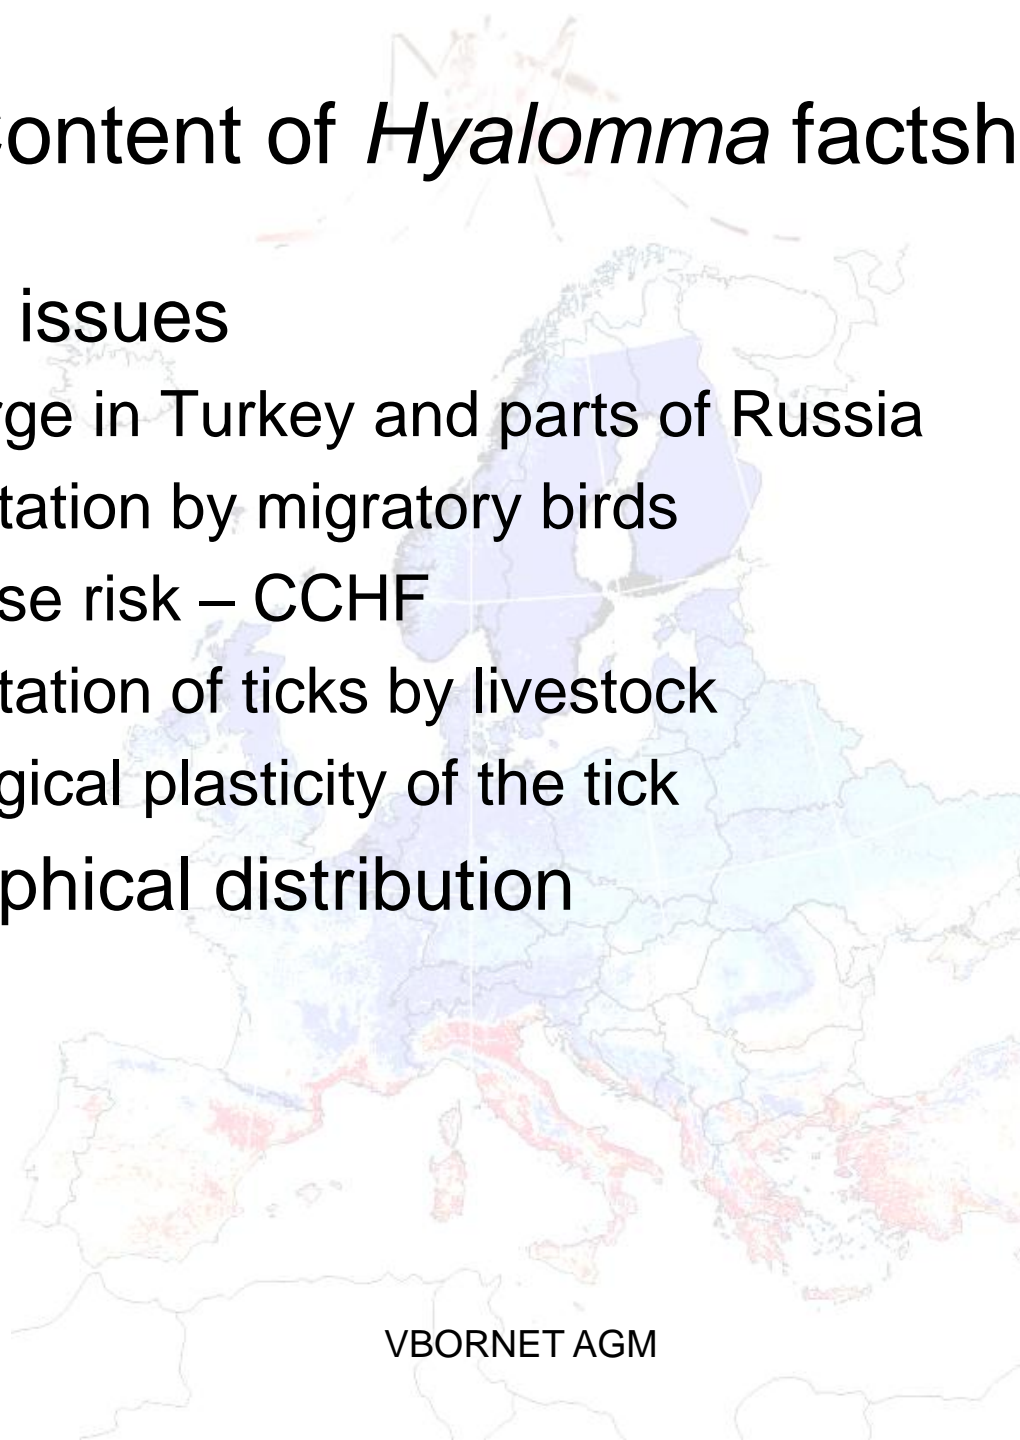 ontent of Hyalomma factsh
issues
rge in Turkey and parts of Russia
tation by migratory birds
se risk – CCHF
tation of ticks by livestock
gical plasticity of the tick
phical distribution
VBORNET AGM